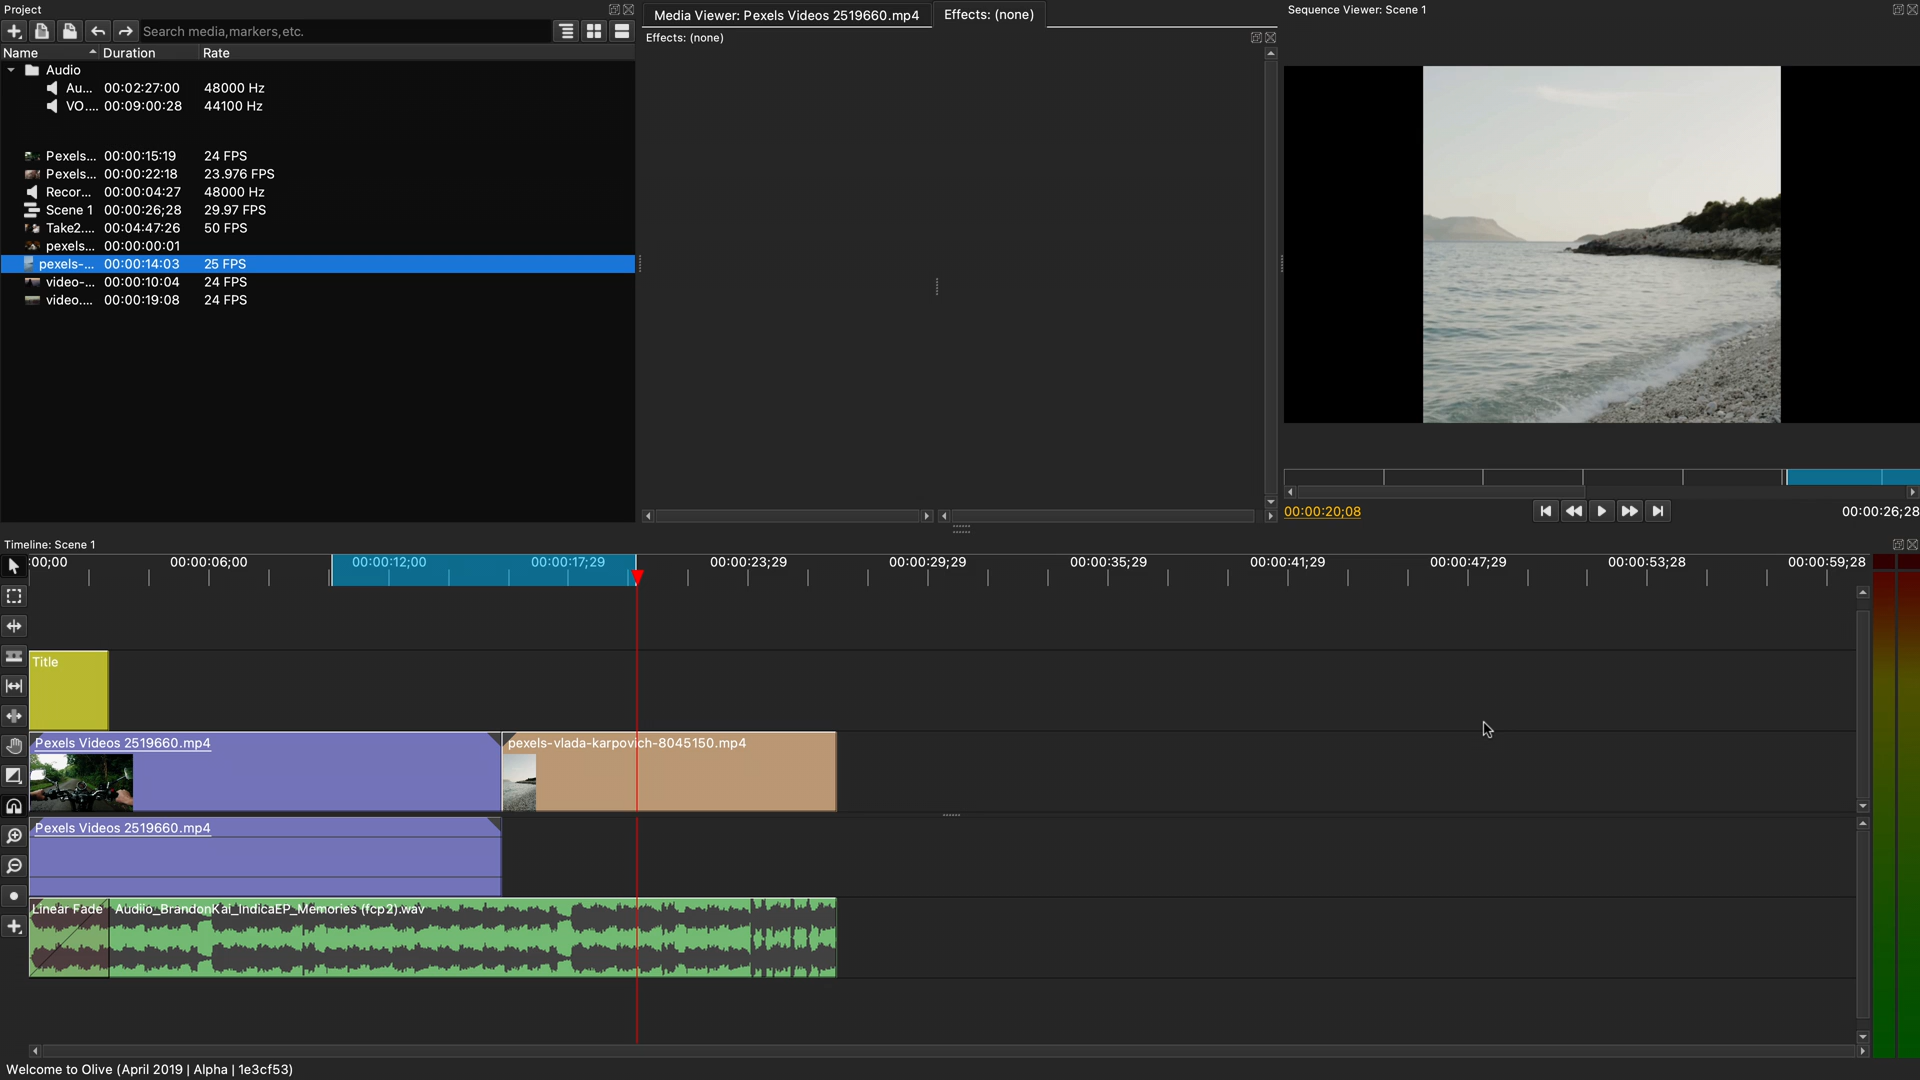 Project
Search media,markers,etc.
Name Duration Rate
Audio
Au... 00:02:27:00 48000 Hz
VO.... 00:09:00:28 44100 Hz
Pexels... 00:00:15:19 24 FPS
Pexels... 00:00:22:18 23.976 FPS
Recor... 00:00:04:27 48000 Hz
Scene 1 00:00:26;28 29.97 FPS
Take2.... 00:04:47:26 50 FPS
pexels... 00:00:00:01
pexels-... 00:00:14:03 25 FPS
video-... 00:00:10:04 24 FPS
video.... 00:00:19:08 24 FPS
Media Viewer: Pexels Videos 2519660.mp4
Effects: (none)
Effects: (none)
Sequence Viewer: Scene 1
00:00:20;08
00:00:26;28
Timeline: Scene 1
:00;00 00:00:06;00 00:00:12;00 00:00:17;29 00:00:23;29 00:00:29;29 00:00:35;29 00:00:41;29 00:00:47;29 00:00:53;28 00:00:59;28
Title
Pexels Videos 2519660.mp4
pexels-vlada-karpovich-8045150.mp4
Pexels Videos 2519660.mp4
Linear Fade
Audiio_BrandonKai_IndicaEP_Memories (fcp2).wav
Welcome to Olive (April 2019 | Alpha | 1e3cf53)